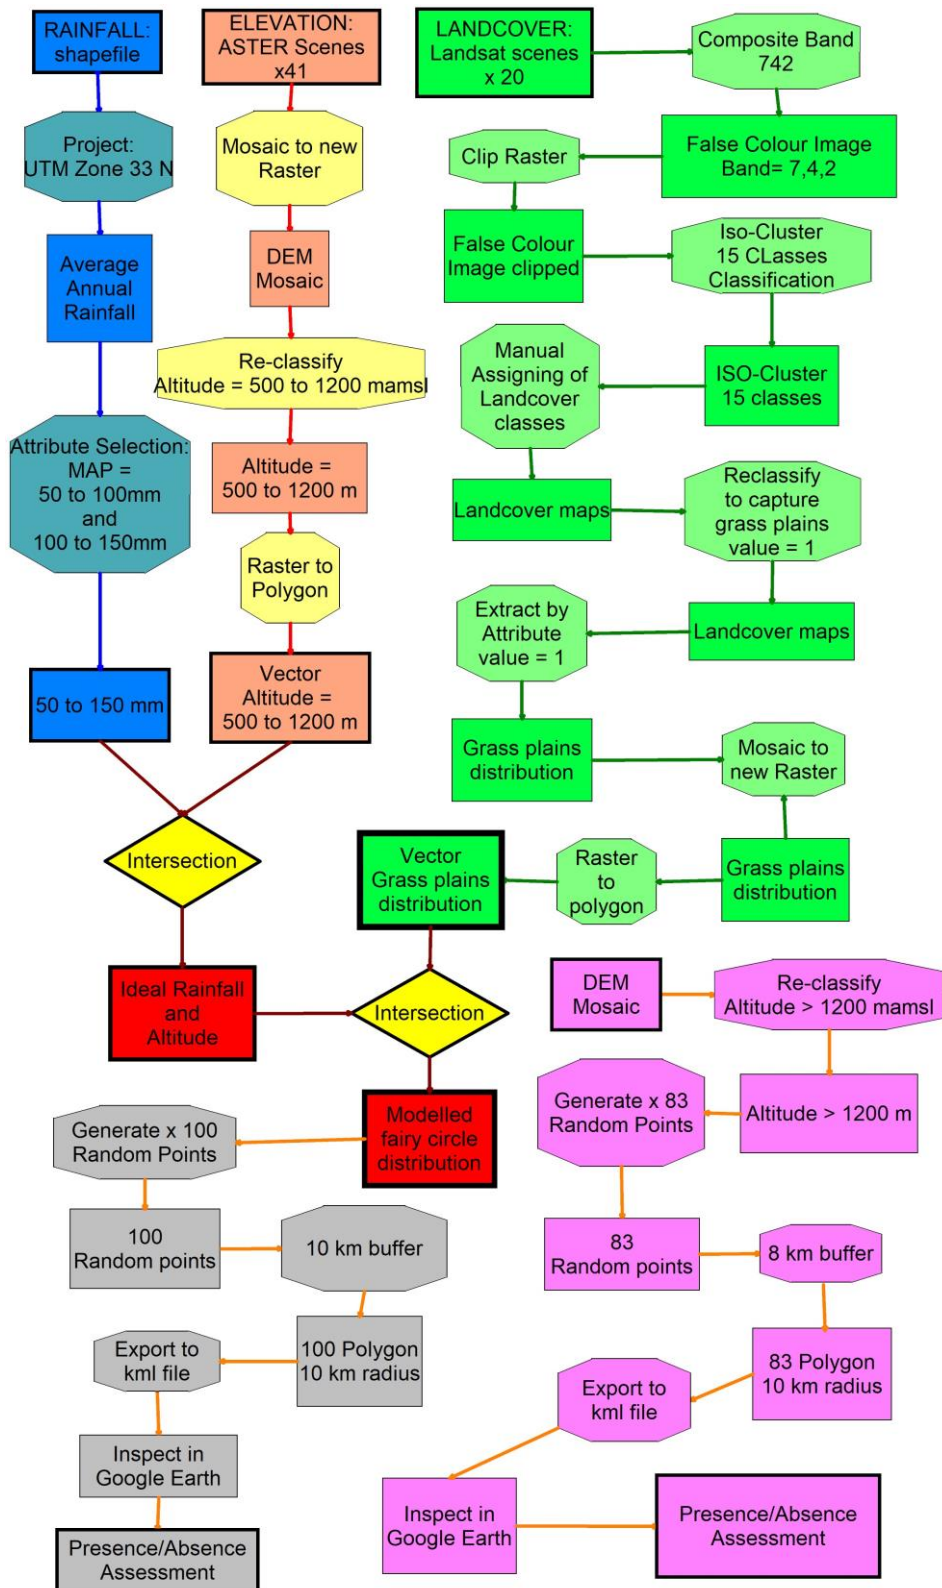 RAINFALL:
shapefile
Project:
UTM Zone 33 N
Average
Annual
Rainfall
Attribute Selection:
MAP =
50 to 100mm
and
100 to 150mm
50 to 150 mm
ELEVATION:
ASTER Scenes
x41
Mosaic to new
Raster
DEM
Mosaic
Re-classify
Altitude = 500 to 1200 mamsl
Altitude =
500 to 1200 m
Raster to
Polygon
Vector
Altitude =
500 to 1200 m
Intersection
Ideal Rainfall
and
Altitude
LANDCOVER:
Landsat scenes
x 20
Composite Band
742
False Colour Image
Band= 7,4,2
Clip Raster
False Colour
Image clipped
Iso-Cluster
15 CLasses
Classification
ISO-Cluster
15 classes
Manual
Assigning of
Landcover
classes
Landcover maps
Reclassify
to capture
grass plains
value = 1
Landcover maps
Extract by
Attribute
value = 1
Grass plains
distribution
Mosaic to
new Raster
Grass plains
distribution
Raster
to
polygon
Vector
Grass plains
distribution
Intersection
Modelled
fairy circle
distribution
Generate x 100
Random Points
100
Random points
10 km buffer
100 Polygon
10 km radius
Export to
kml file
Inspect in
Google Earth
Presence/Absence
Assessment
DEM
Mosaic
Re-classify
Altitude > 1200 mamsl
Altitude > 1200 m
Generate x 83
Random Points
83
Random points
8 km buffer
83 Polygon
10 km radius
Export to
kml file
Inspect in
Google Earth
Presence/Absence
Assessment